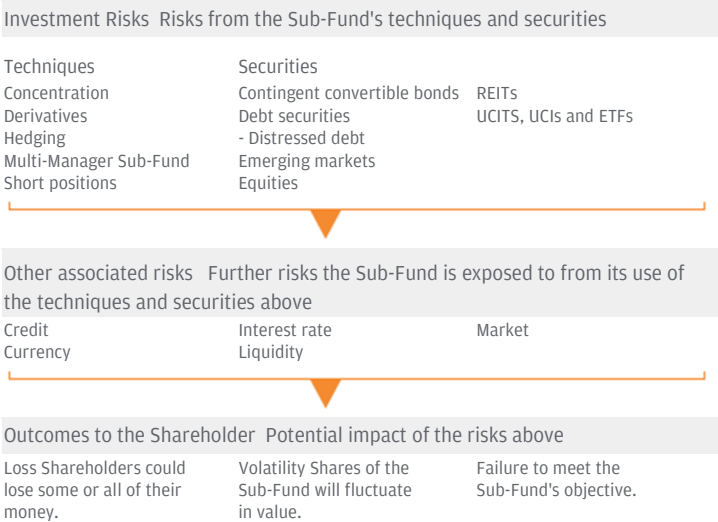 Investment Risks Risks from the Sub-Fund's techniques and securities
Techniques
Concentration
Derivatives
Hedging
Multi-Manager Sub-Fund
Short positions
Securities
Contingent convertible bonds
Debt securities
- Distressed debt
Emerging markets
Equities
REITs
UCITS, UCIs and ETFs
Other associated risks Further risks the Sub-Fund is exposed to from its use of
the techniques and securities above
Credit
Currency
Interest rate
Liquidity
Market
Outcomes to the Shareholder Potential impact of the risks above
Loss Shareholders could
lose some or all of their
money.
Volatility Shares of the
Sub-Fund will fluctuate
in value.
Failure to meet the
Sub-Fund's objective.